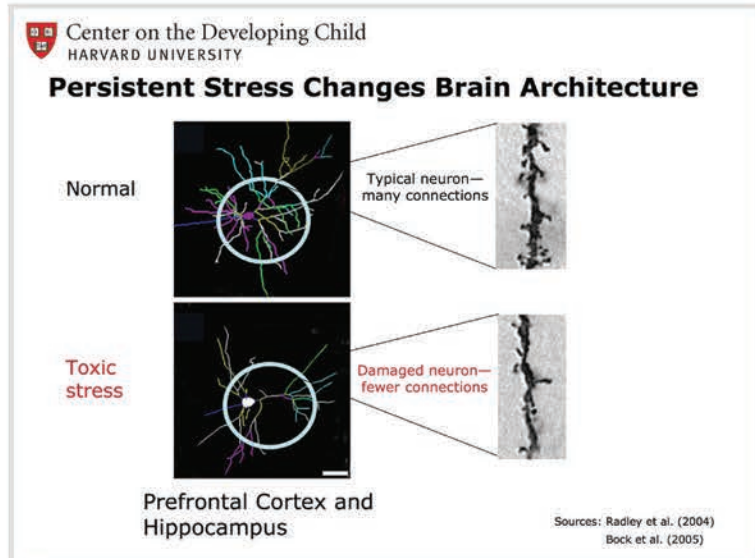 Center on the Developing Child
HARVARD UNIVERSITY
Persistent Stress Changes Brain Architecture
Normal
Typical neuron—
many connections
Toxic
stress
Damaged neuron—
fewer connections
Prefrontal Cortex and
Hippocampus
Sources: Radley et al. (2004)
Bock et al. (2005)